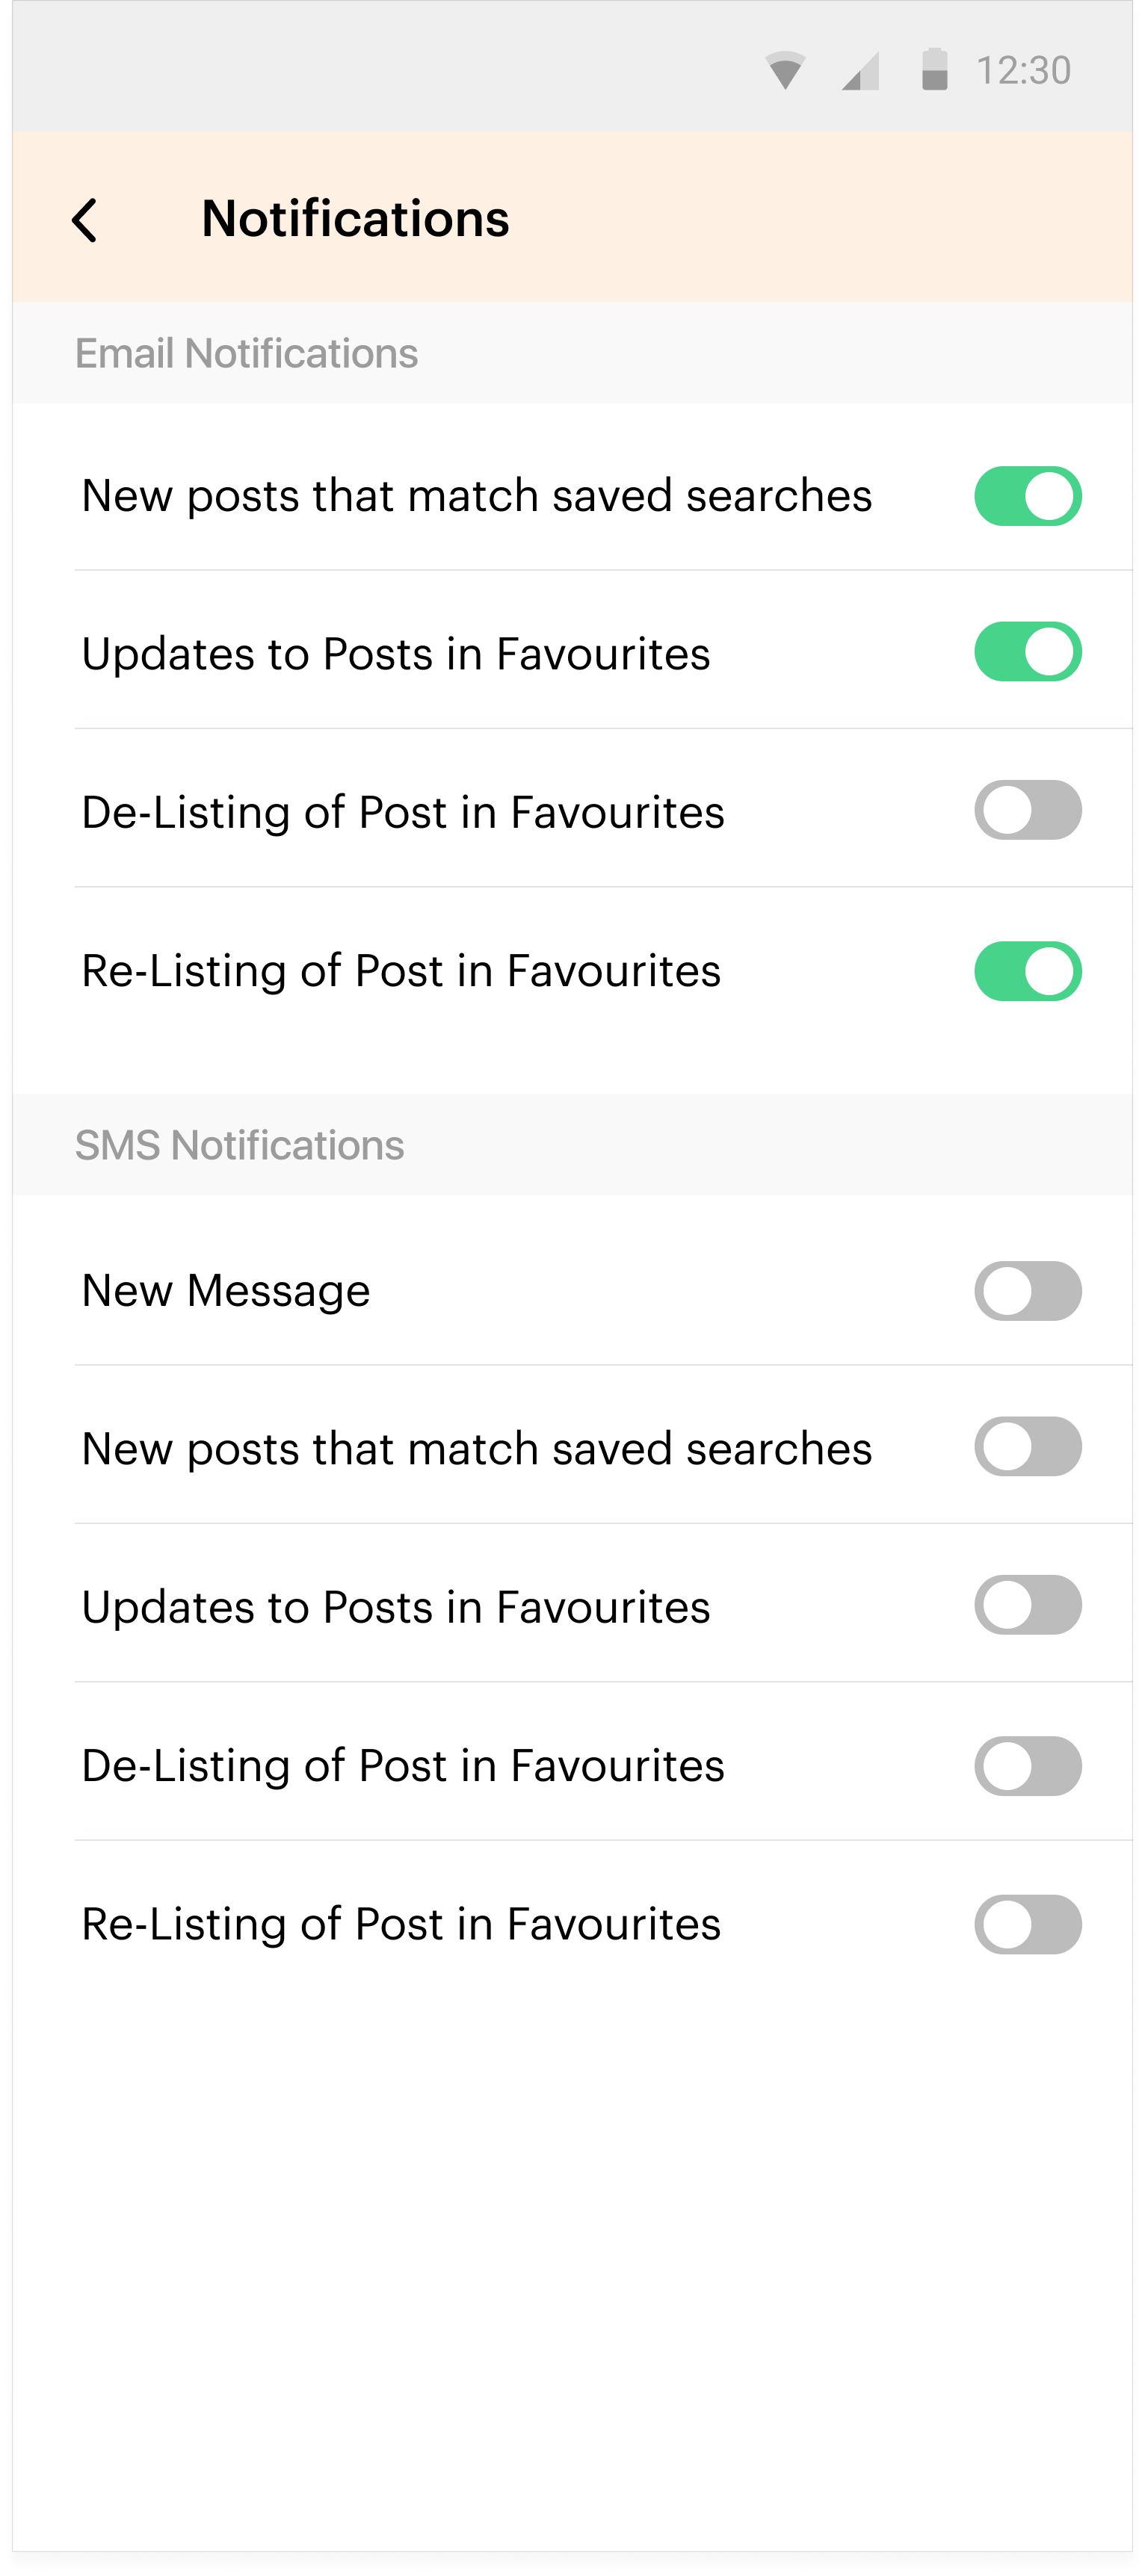 12:30
Notifications
Email Notifications
New posts that match saved searches
Updates to Posts in Favourites
De-Listing of Post in Favourites
Re-Listing of Post in Favourites
SMS Notifications
New Message
New posts that match saved searches
Updates to Posts in Favourites
De-Listing of Post in Favourites
Re-Listing of Post in Favourites